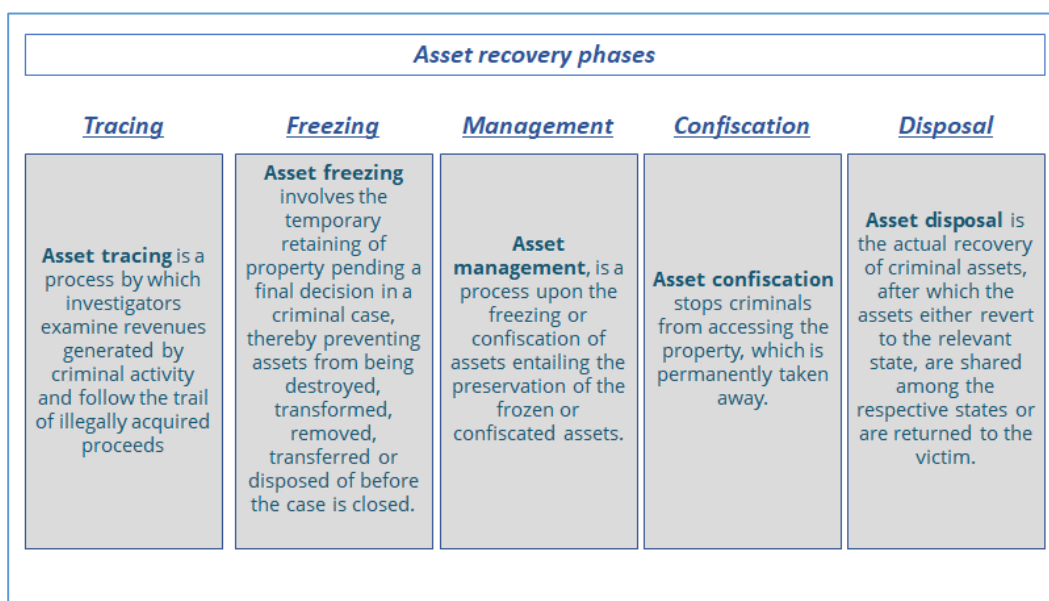 Asset recovery phases
Tracing
Freezing
Management
Confiscation
Disposal
Asset tracing is a
process by which
investigators
examine revenues
generated by
criminal activity
and follow the trail
of illegally acquired
proceeds
Asset freezing
involves the
temporary
retaining of
property pending a
final decision in a
criminal case,
thereby preventing
assets from being
destroyed,
transformed,
removed,
transferred or
disposed of before
the case is closed.
Asset
management, is a
process upon the
freezing or
confiscation of
assets entailing the
preservation of the
frozen or
confiscated assets.
Asset confiscation
stops criminals
from accessing the
property, which is
permanently taken
away.
Asset disposal is
the actual recovery
of criminal assets,
after which the
assets either revert
to the relevant
state, are shared
among the
respective states or
are returned to the
victim.